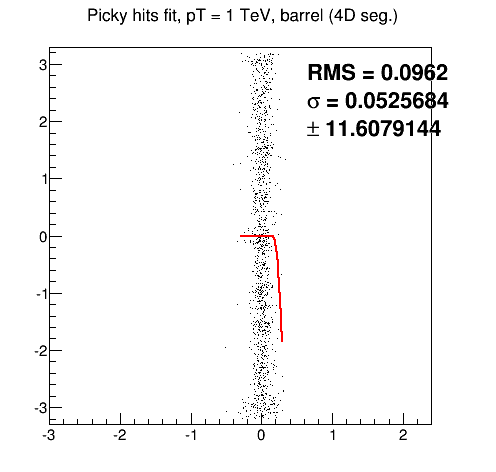 Picky hits fit, pT = 1 TeV, barrel (4D seg.)
RMS = 0.0962
σ = 0.0525684
± 11.6079144
3
2
1
0
-1
-2
-3
-3 -2 -1 0 1 2